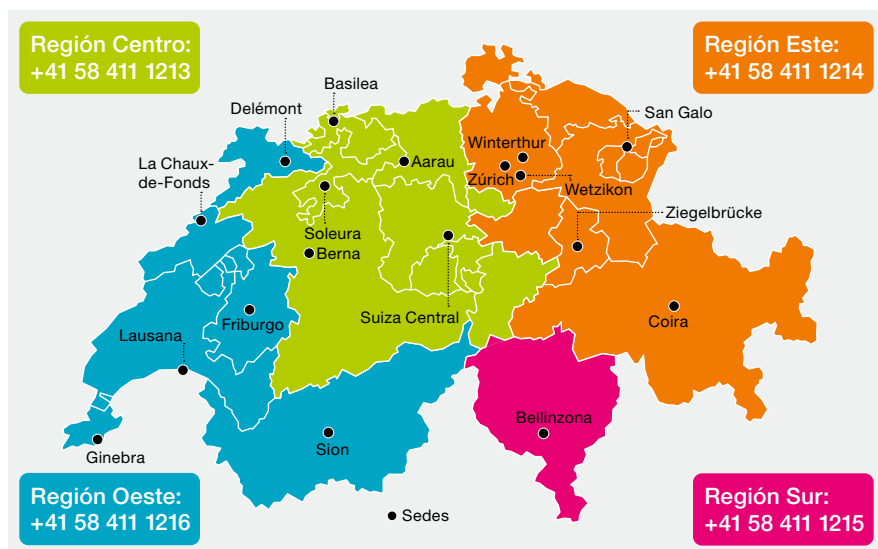 Región Centro:
+41 58 411 1213
Región Este:
+41 58 411 1214
Basilea
Delémont
San Galo
La Chaux-
de-Fonds
Aarau
Winterthur
Zúrich
Wetzikon
Ziegelbrücke
Soleura
Berna
Suiza Central
Friburgo
Coira
Lausana
Bellinzona
Sion
Ginebra
Región Oeste:
+41 58 411 1216
Sedes
Región Sur:
+41 58 411 1215